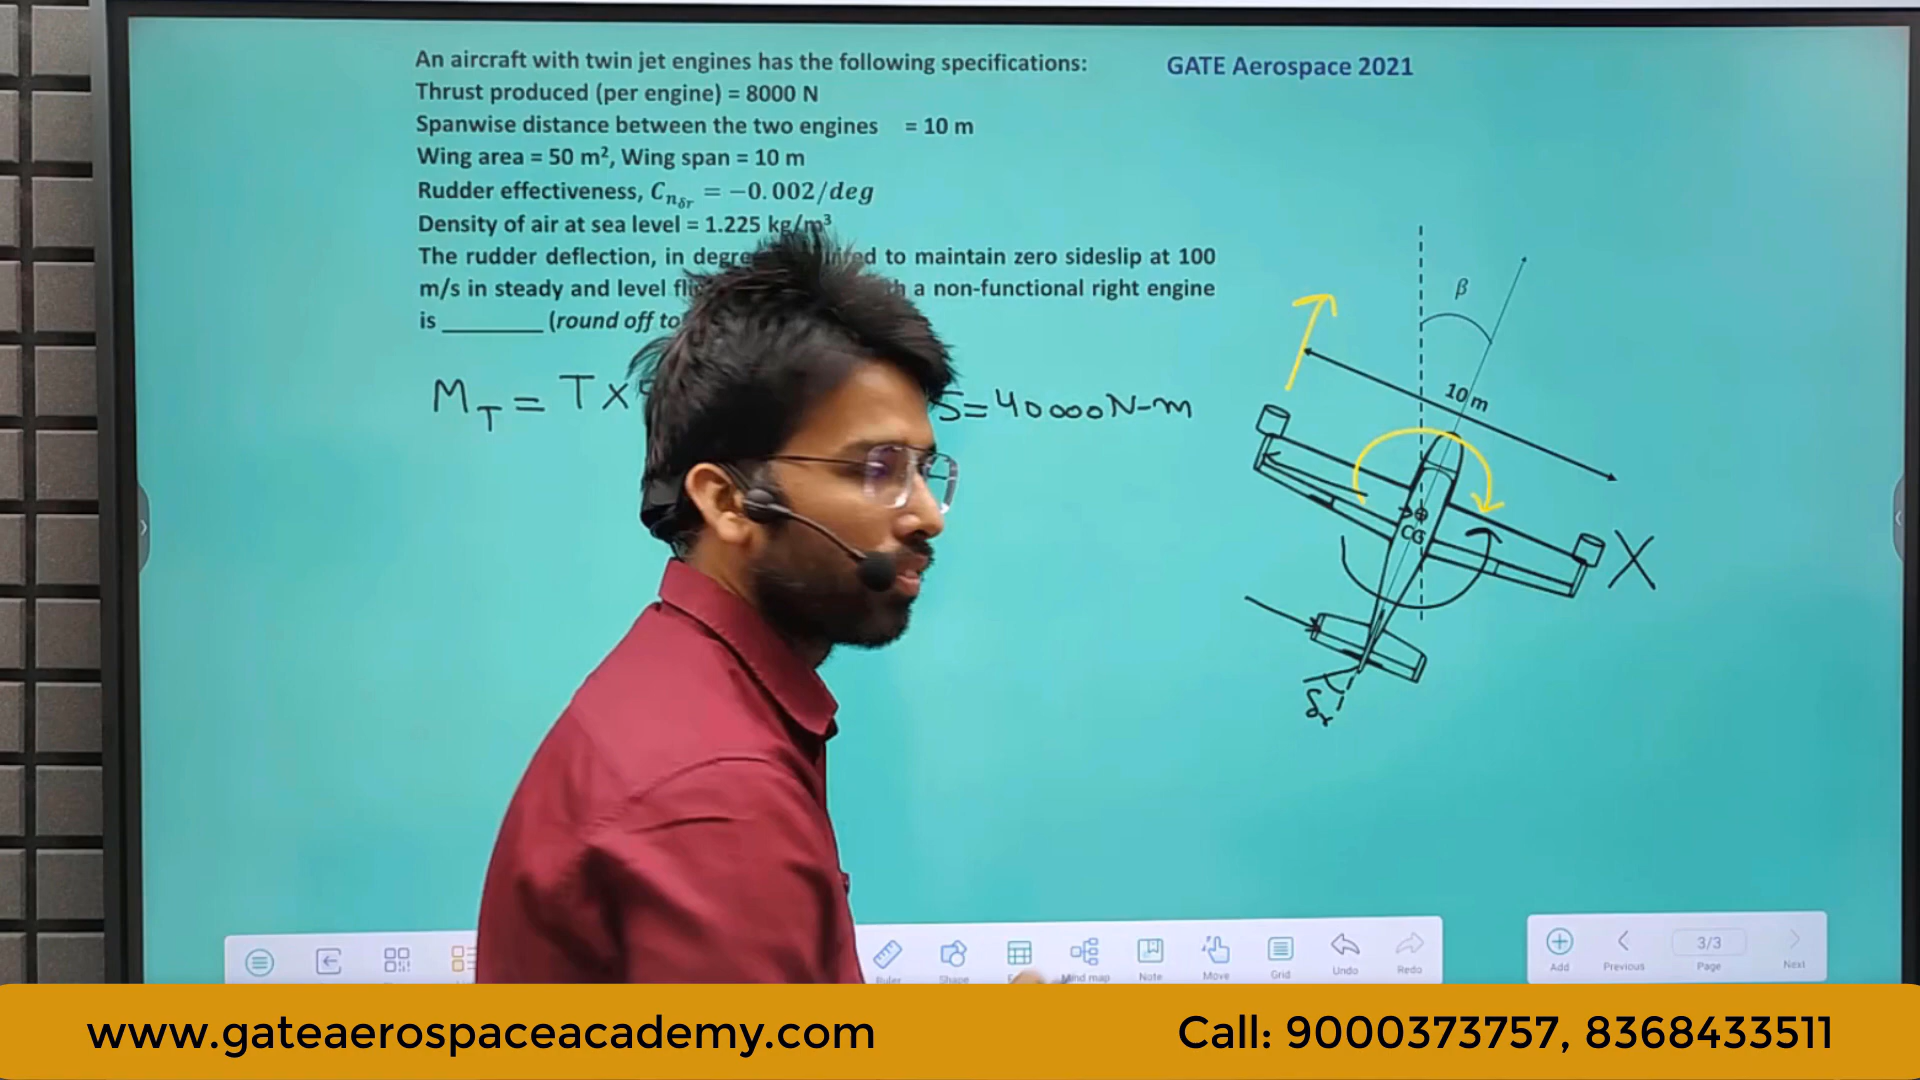 An aircraft with twin jet engines has the following specifications:
GATE Aerospace 2021
Thrust produced (per engine) = 8000 N
Spanwise distance between the two engines = 10 m
Wing area = 50 m², Wing span = 10 m
Rudder effectiveness, Cₙδr = −0.002/deg
Density of air at sea level = 1.225 kg/m³
The rudder deflection, in to maintain zero sideslip at 100
m/s in steady and level a non-functional right engine
is ________ (round off to
M_T = T×
5=40000N-m
β
10 m
CG
X
δr
Ruler
Shape
Mind map
Note
Move
Grid
Undo
Redo
Add
Previous
3/3
Page
Next
www.gateaerospaceacademy.com
Call: 9000373757, 8368433511